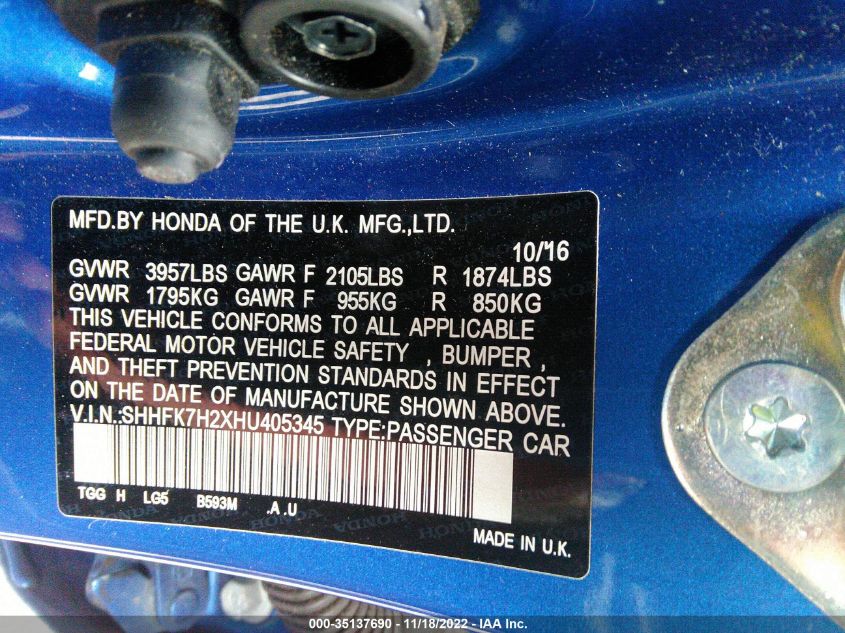 MFD.BY HONDA OF THE U.K. MFG.,LTD.
10/16
GVWR 3957LBS GAWR F 2105LBS R 1874LBS
GVWR 1795KG GAWR F 955KG R 850KG
THIS VEHICLE CONFORMS TO ALL APPLICABLE
FEDERAL MOTOR VEHICLE SAFETY , BUMPER ,
AND THEFT PREVENTION STANDARDS IN EFFECT
ON THE DATE OF MANUFACTURE SHOWN ABOVE.
V.I.N.:SHHFK7H2XHU405345 TYPE:PASSENGER CAR
TGG H LG5 B593M .A .U
MADE IN U.K.
000-35137690 - 11/18/2022 - IAA Inc.